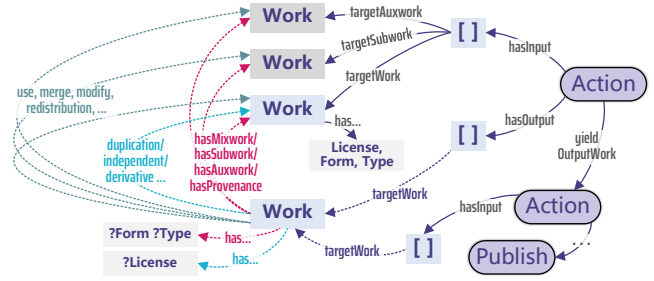 Work
targetAuxwork
[ ]
hasInput
targetSubwork
Work
targetWork
Action
use, merge, modify,
redistribution, ...
Work
has...
License,
Form, Type
hasOutput
[ ]
yield
OutputWork
duplication/
independent/
derivative ...
hasMixwork/
hasSubwork/
hasAuxwork/
hasProvenance
targetWork
Work
hasInput
Action
?Form ?Type
has...
targetWork
[ ]
...
Publish
?License
has...